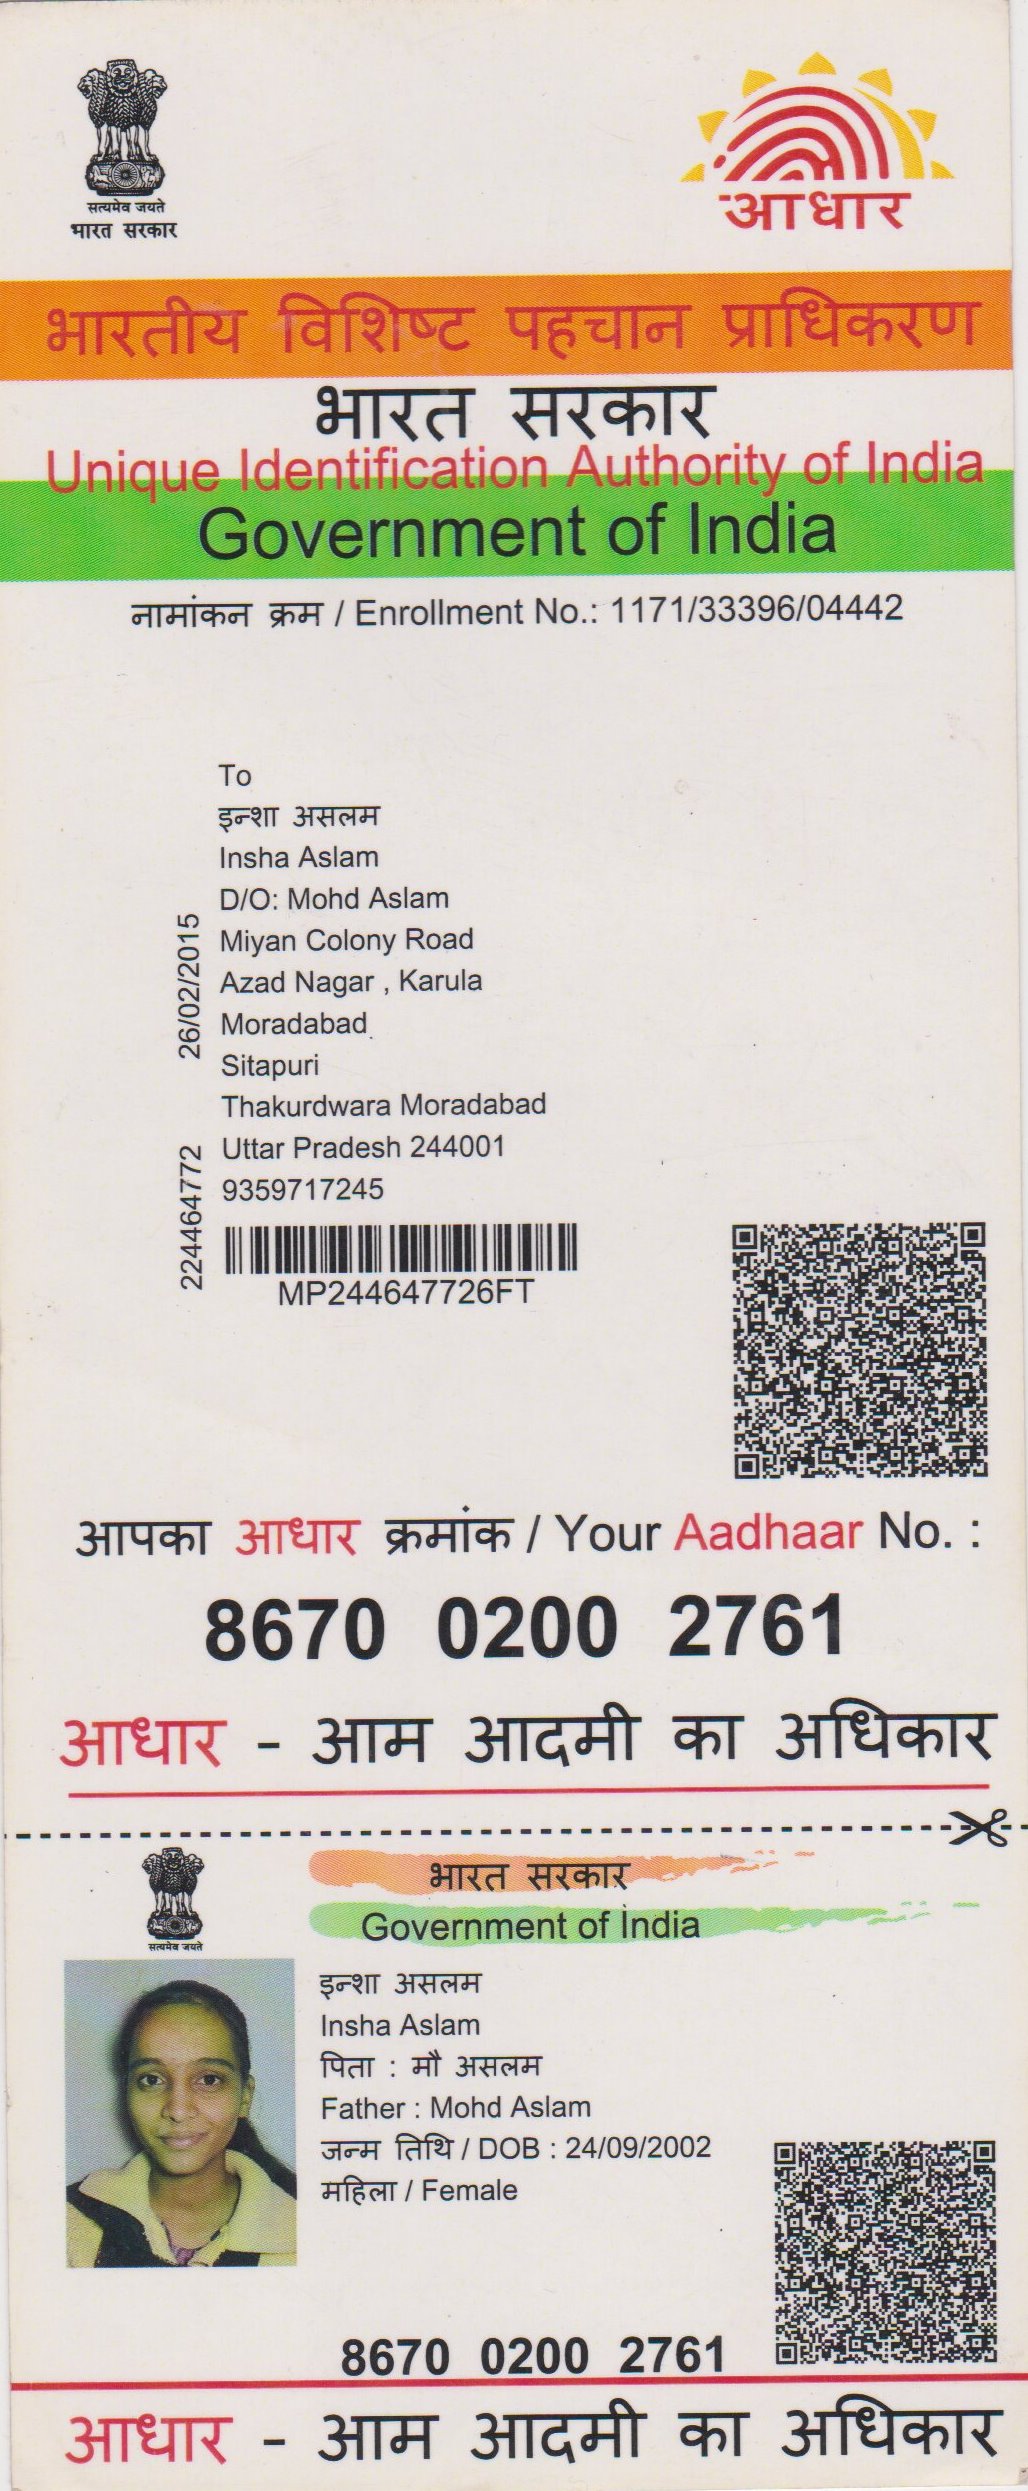 सत्यमेव जयते
भारत सरकार
आधार
भारतीय विशिष्ट पहचान प्राधिकरण
भारत सरकार
Unique Identification Authority of India
Government of India
नामांकन क्रम / Enrollment No.: 1171/33396/04442
To
इन्शा असलम
Insha Aslam
D/O: Mohd Aslam
Miyan Colony Road
Azad Nagar , Karula
Moradabad
Sitapuri
Thakurdwara Moradabad
Uttar Pradesh 244001
9359717245
26/02/2015
224464772
MP244647726FT
आपका आधार क्रमांक / Your Aadhaar No. :
8670 0200 2761
आधार - आम आदमी का अधिकार
सत्यमेव जयते
भारत सरकार
Government of India
इन्शा असलम
Insha Aslam
पिता : मौ असलम
Father : Mohd Aslam
जन्म तिथि / DOB : 24/09/2002
महिला / Female
8670 0200 2761
आधार - आम आदमी का अधिकार